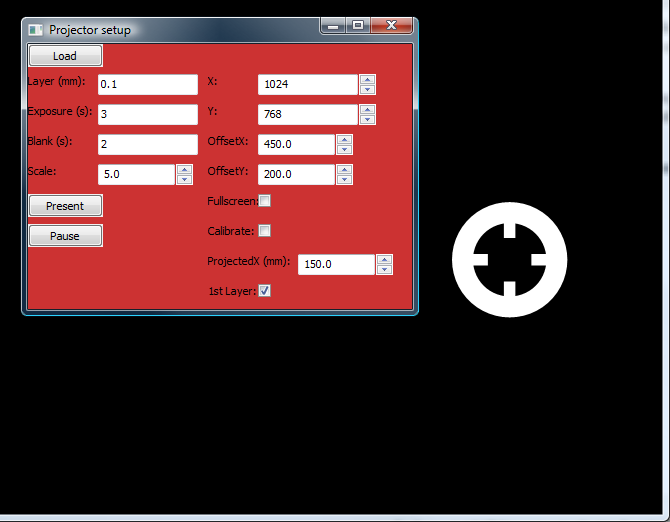 Projector setup
Load
Layer (mm): 0.1 X: 1024
Exposure (s): 3 Y: 768
Blank (s): 2 OffsetX: 450.0
Scale: 5.0 OffsetY: 200.0
Present Fullscreen:
Pause Calibrate:
ProjectedX (mm): 150.0
1st Layer: